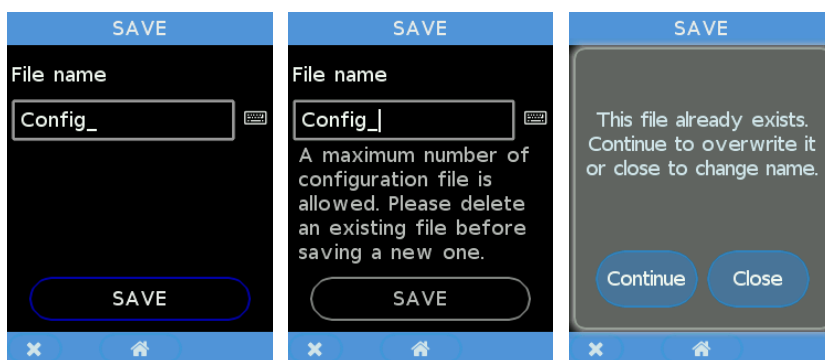 SAVE
File name
Config_
SAVE
SAVE
File name
Config_
A maximum number of
configuration file is
allowed. Please delete
an existing file before
saving a new one.
SAVE
SAVE
This file already exists.
Continue to overwrite it
or close to change name.
Continue
Close